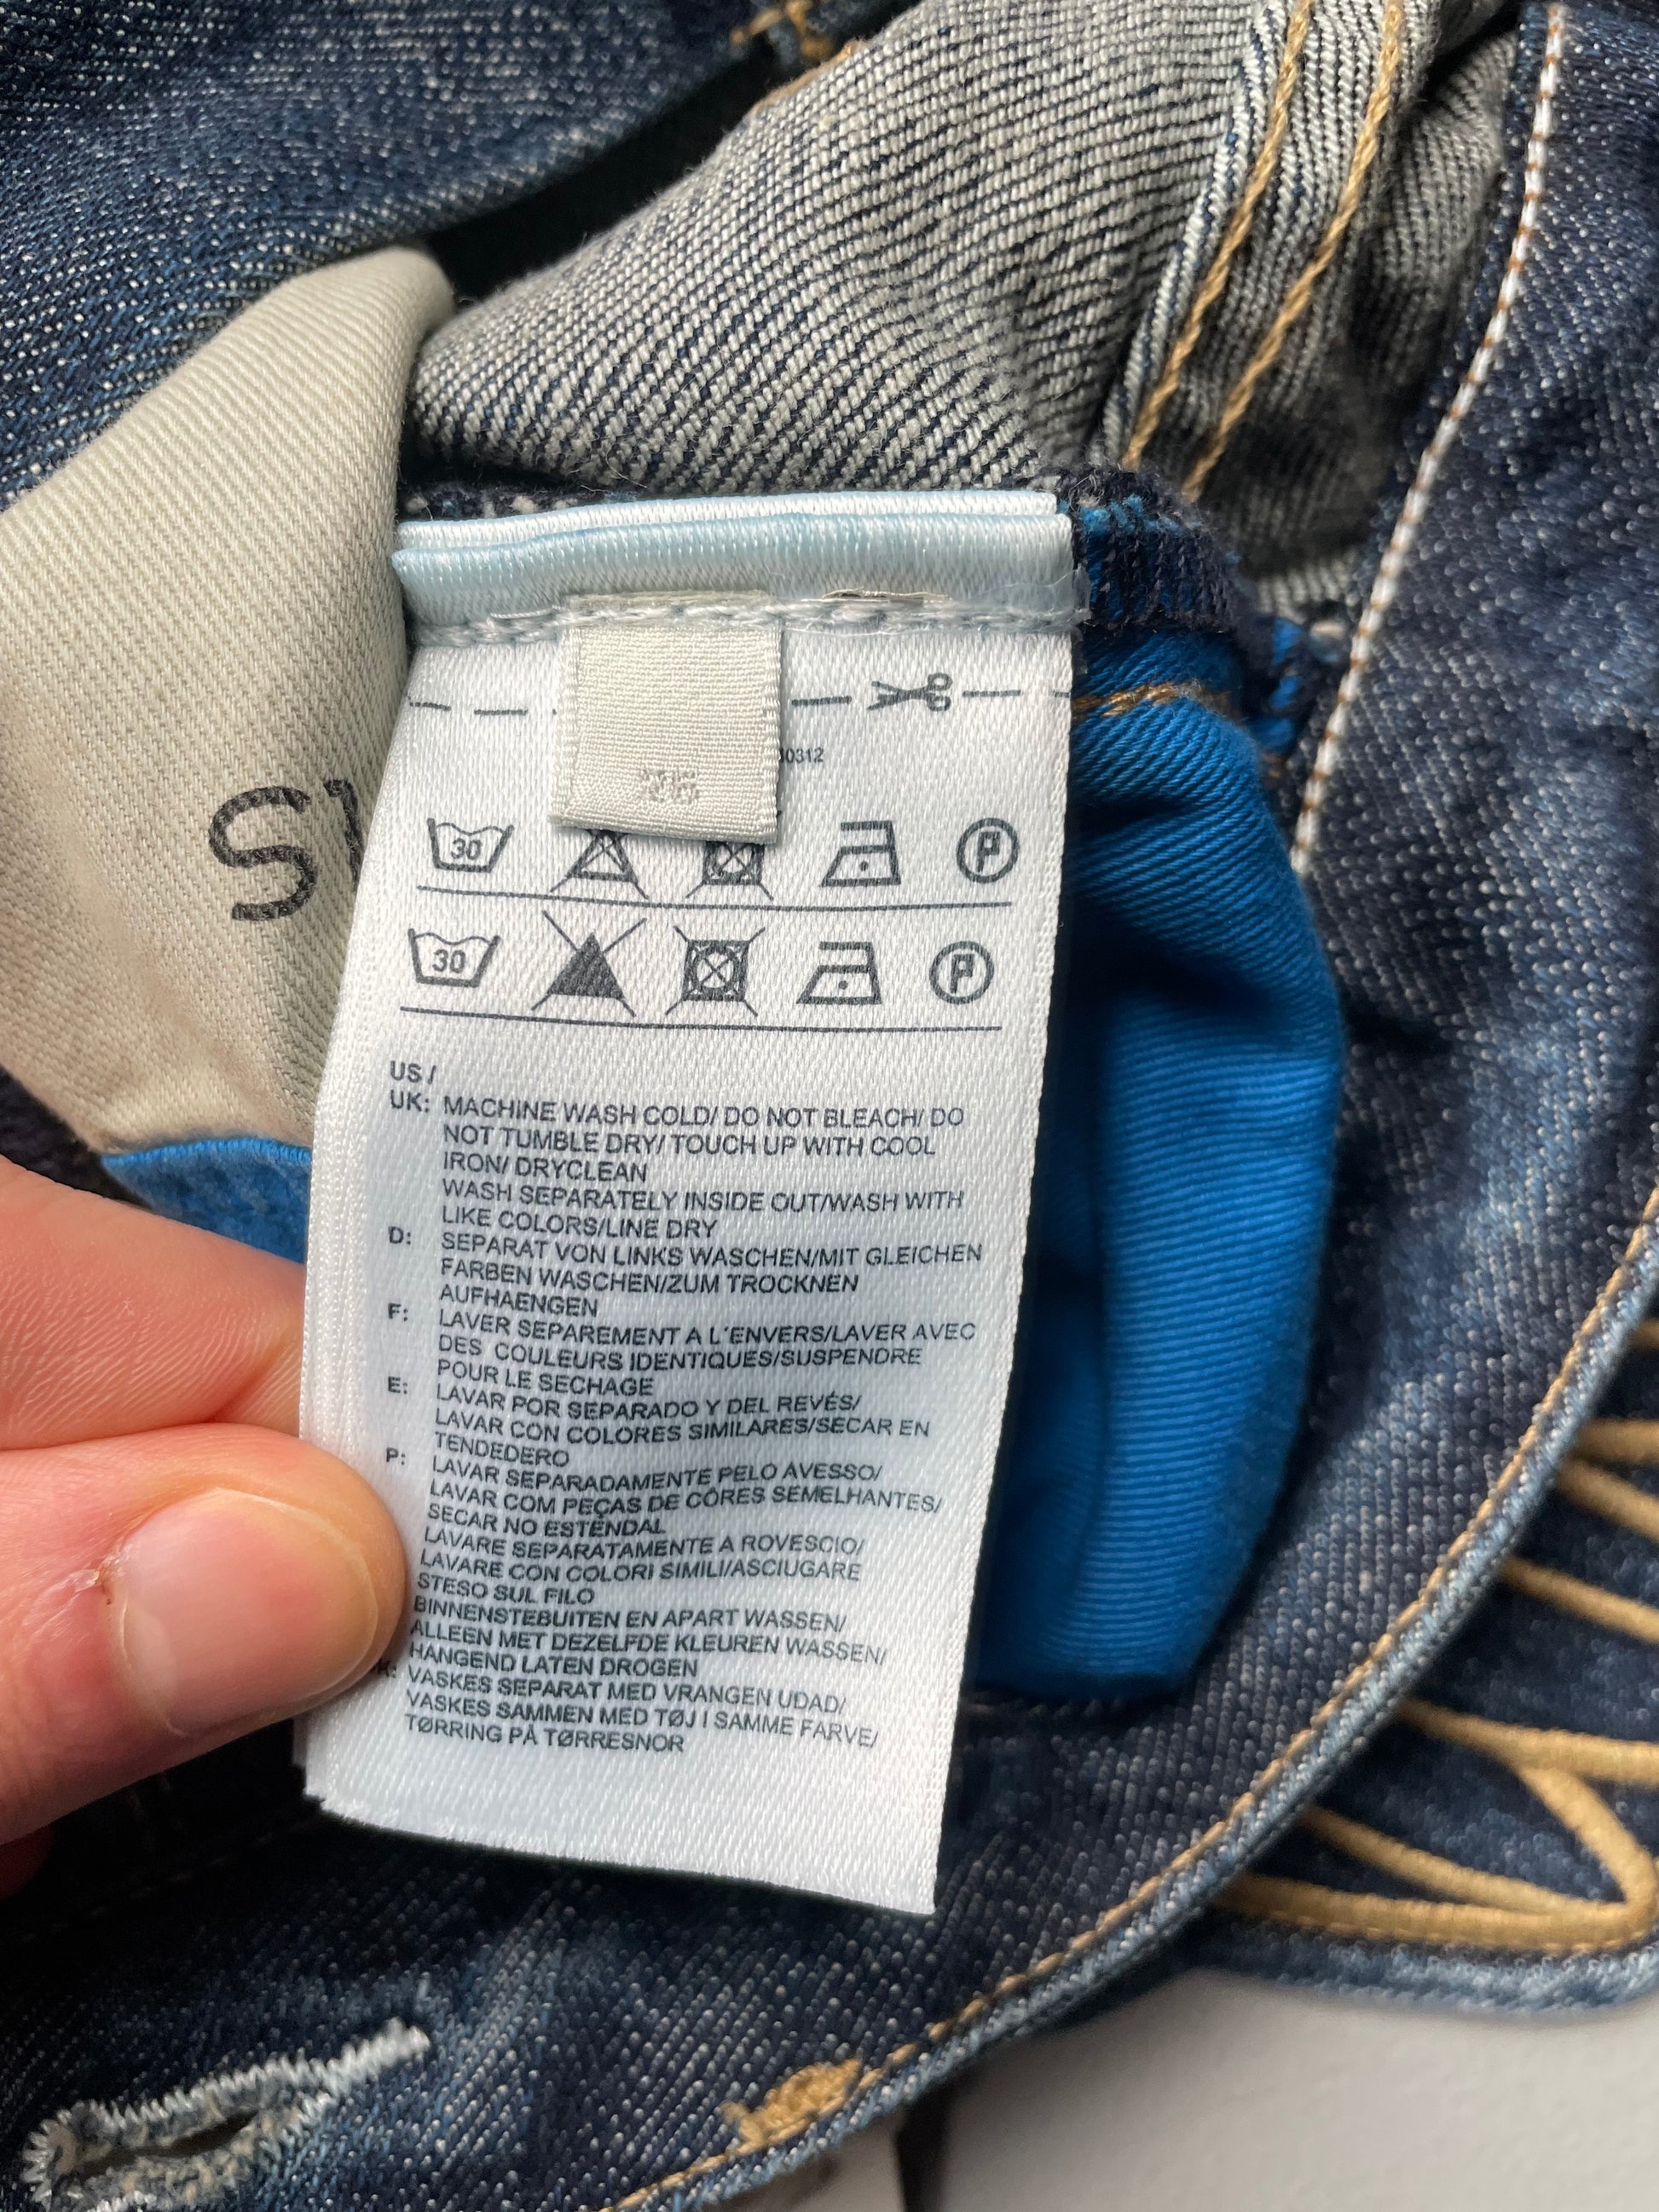 0312
26
30 P
30 P
US /
UK: MACHINE WASH COLD/ DO NOT BLEACH/ DO
NOT TUMBLE DRY/ TOUCH UP WITH COOL
IRON/ DRYCLEAN
WASH SEPARATELY INSIDE OUT/WASH WITH
LIKE COLORS/LINE DRY
D: SEPARAT VON LINKS WASCHEN/MIT GLEICHEN
FARBEN WASCHEN/ZUM TROCKNEN
AUFHAENGEN
F: LAVER SEPAREMENT A L´ENVERS/LAVER AVEC
DES COULEURS IDENTIQUES/SUSPENDRE
POUR LE SECHAGE
E: LAVAR POR SEPARADO Y DEL REVÉS/
LAVAR CON COLORES SIMILARES/SECAR EN
TENDEDERO
P: LAVAR SEPARADAMENTE PELO AVESSO/
LAVAR COM PEÇAS DE CÔRES SEMELHANTES/
SECAR NO ESTENDAL
LAVARE SEPARATAMENTE A ROVESCIO/
LAVARE CON COLORI SIMILI/ASCIUGARE
STESO SUL FILO
BINNENSTEBUITEN EN APART WASSEN/
ALLEEN MET DEZELFDE KLEUREN WASSEN/
HANGEND LATEN DROGEN
K: VASKES SEPARAT MED VRANGEN UDAD/
VASKES SAMMEN MED TØJ I SAMME FARVE/
TØRRING PÅ TØRRESNOR